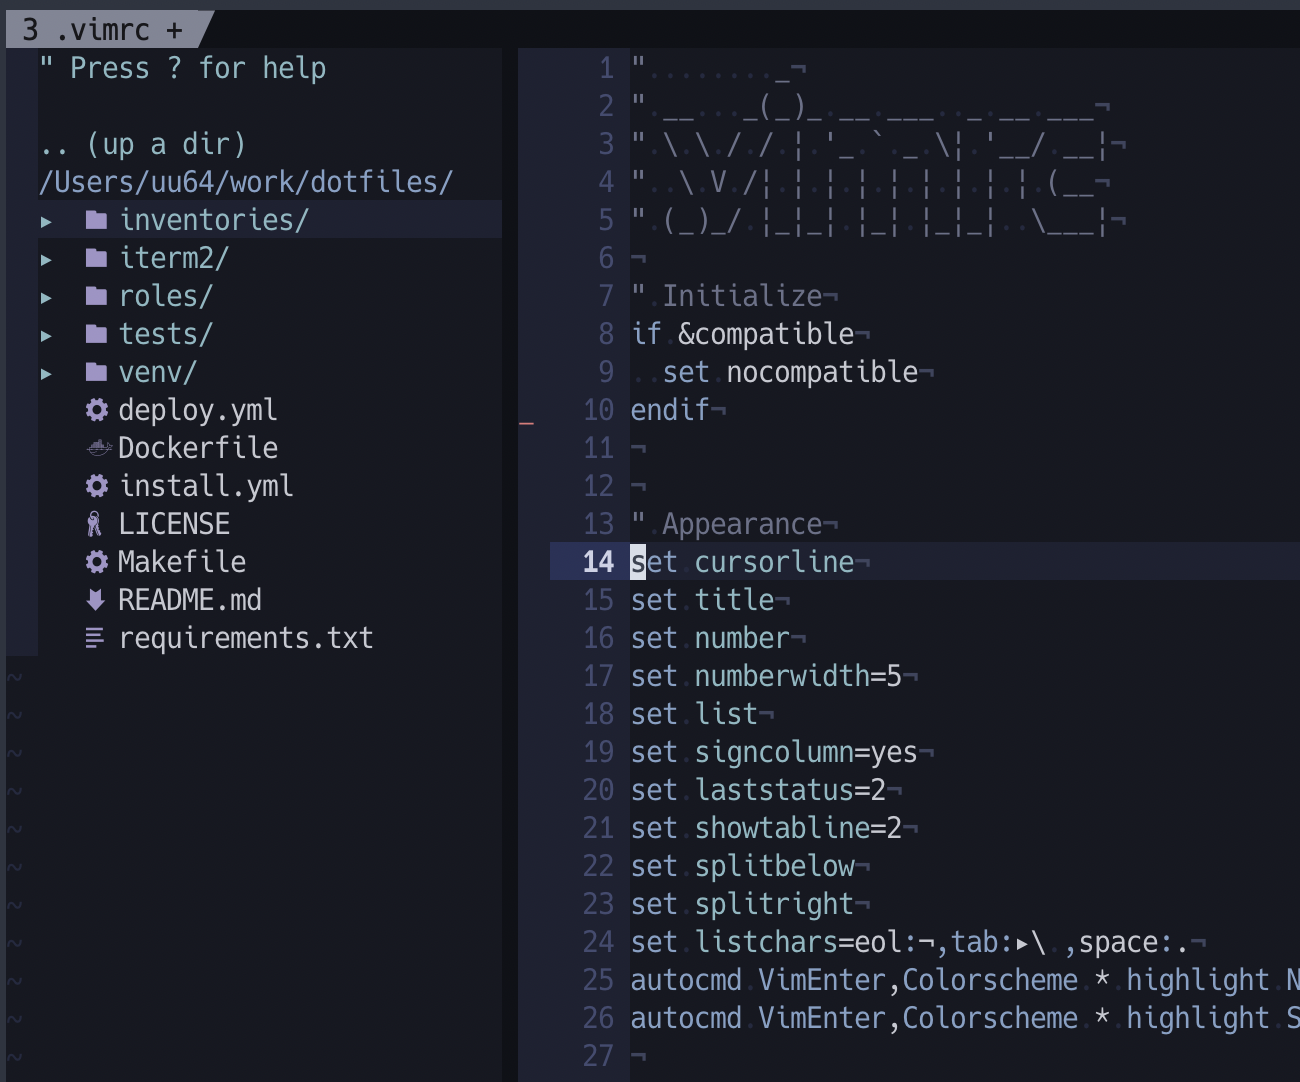 3 .vimrc +
" Press ? for help
.. (up a dir)
/Users/uu64/work/dotfiles/
▸ inventories/
▸ iterm2/
▸ roles/
▸ tests/
▸ venv/
deploy.yml
Dockerfile
install.yml
LICENSE
Makefile
README.md
requirements.txt
~
~
~
~
~
~
~
~
~
~
~
1 "........._¬
2 ".__...._(_)_.__.___.._.__.___¬
3 ".\.\././.|.'_.`._.\|.'__/.__|¬
4 "..\.V./|.|.|.|.|.|.|.|.|.(__¬
5 ".(_)_/.|_|_|.|_|.|_|_|..\___|¬
6 ¬
7 ".Initialize¬
8 if.&compatible¬
9 ..set.nocompatible¬
10 endif¬
11 ¬
12 ¬
13 ".Appearance¬
14 set.cursorline¬
15 set.title¬
16 set.number¬
17 set.numberwidth=5¬
18 set.list¬
19 set.signcolumn=yes¬
20 set.laststatus=2¬
21 set.showtabline=2¬
22 set.splitbelow¬
23 set.splitright¬
24 set.listchars=eol:¬,tab:▸\.,space:.¬
25 autocmd.VimEnter,Colorscheme.*.highlight.N
26 autocmd.VimEnter,Colorscheme.*.highlight.S
27 ¬